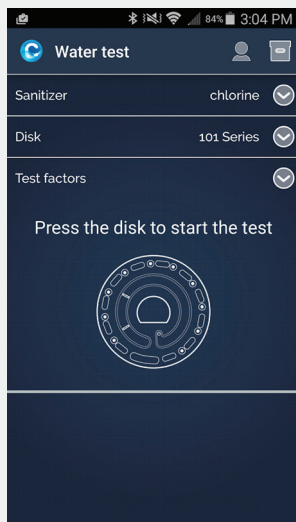 84% 3:04 PM
Water test
Sanitizer chlorine
Disk 101 Series
Test factors
Press the disk to start the test